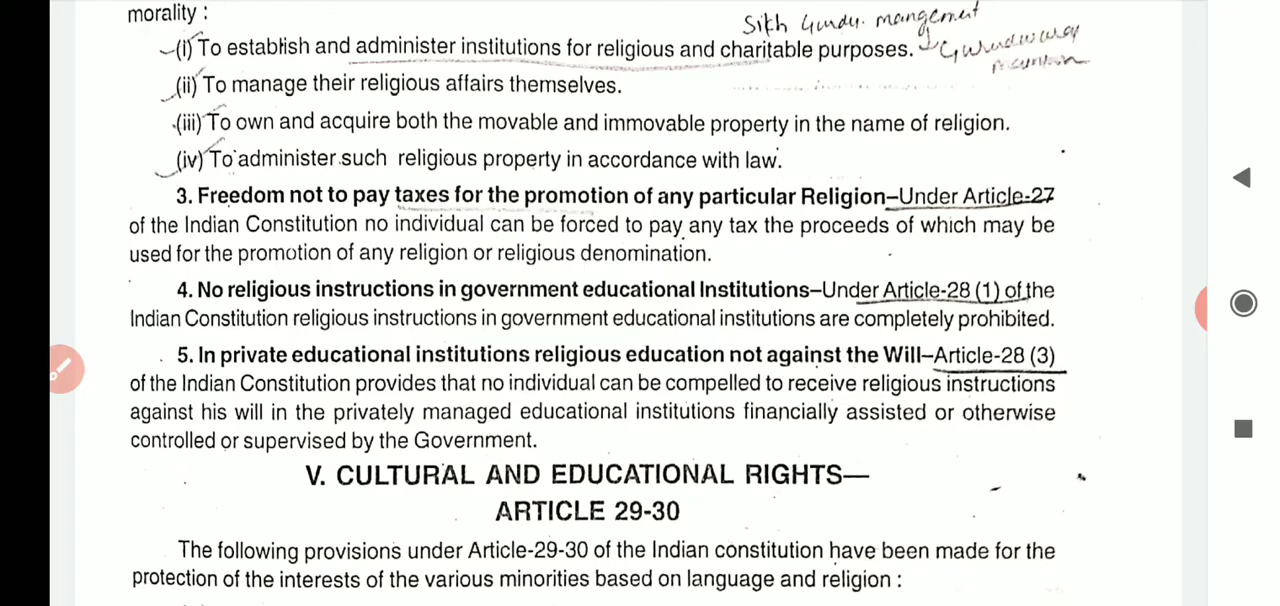 morality :
Sikh Gurdu. mangement
(i) To establish and administer institutions for religious and charitable purposes.
(ii) To manage their religious affairs themselves.
(iii) To own and acquire both the movable and immovable property in the name of religion.
(iv) To administer such religious property in accordance with law.
3. Freedom not to pay taxes for the promotion of any particular Religion–Under Article-27
of the Indian Constitution no individual can be forced to pay any tax the proceeds of which may be
used for the promotion of any religion or religious denomination.
4. No religious instructions in government educational Institutions–Under Article-28 (1) of the
Indian Constitution religious instructions in government educational institutions are completely prohibited.
5. In private educational institutions religious education not against the Will–Article-28 (3)
of the Indian Constitution provides that no individual can be compelled to receive religious instructions
against his will in the privately managed educational institutions financially assisted or otherwise
controlled or supervised by the Government.
V. CULTURAL AND EDUCATIONAL RIGHTS—
ARTICLE 29-30
The following provisions under Article-29-30 of the Indian constitution have been made for the
protection of the interests of the various minorities based on language and religion :